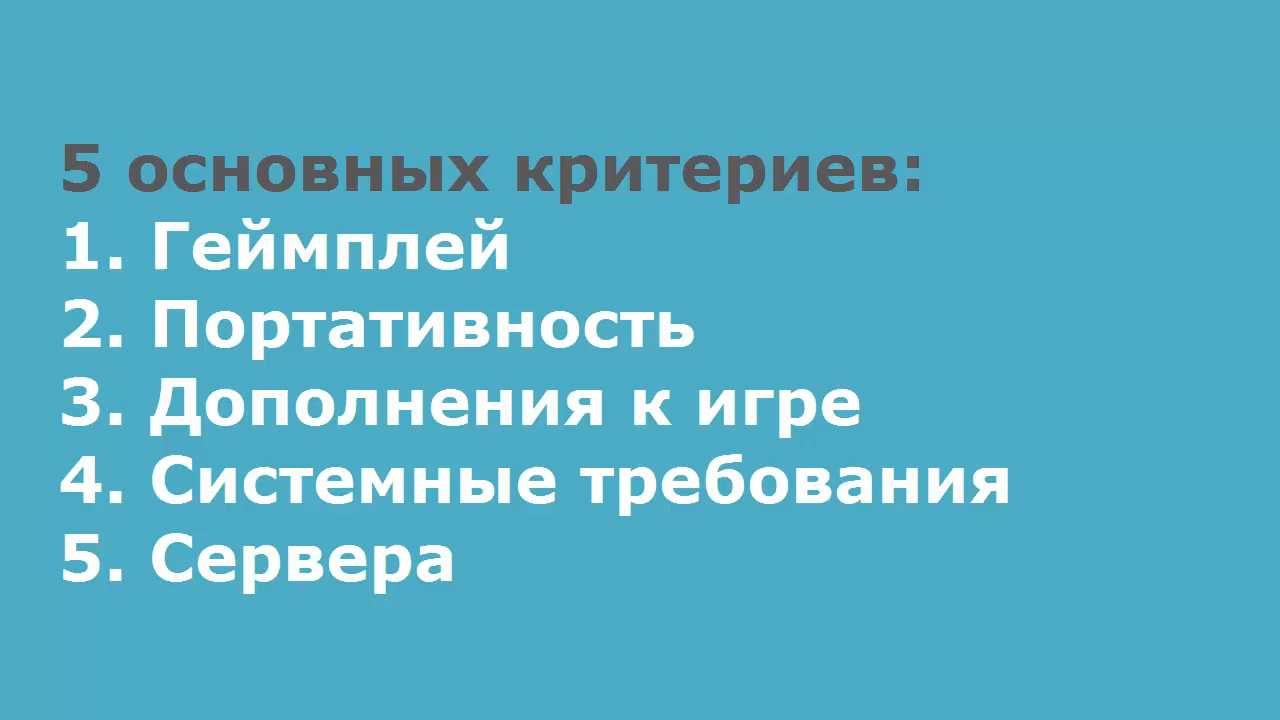 5 основных критериев:
1. Геймплей
2. Портативность
3. Дополнения к игре
4. Системные требования
5. Сервера